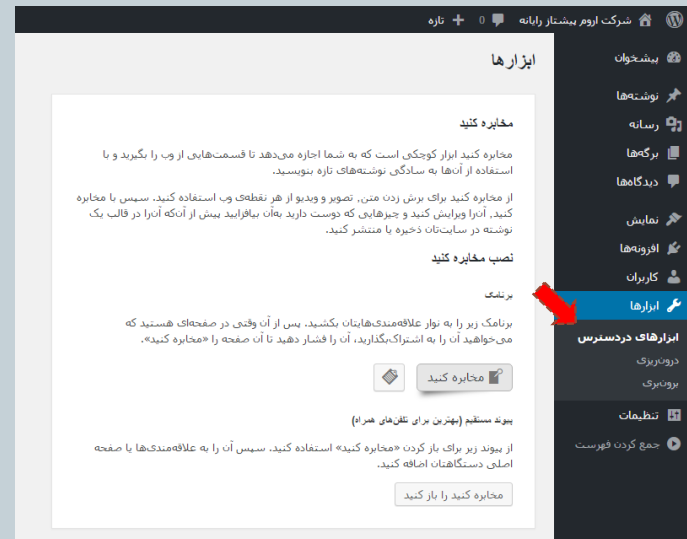 شرکت اروم پیشتاز رایانه 0 تازه
پیشخوان
نوشته‌ها
رسانه
برگه‌ها
دیدگاه‌ها
نمایش
افزونه‌ها
کاربران
ابزارها
ابزارهای دردسترس
درون‌ریزی
برون‌بری
تنظیمات
جمع کردن فهرست
ابزارها
مخابره کنید
مخابره کنید ابزار کوچکی است که به شما اجازه می‌دهد تا قسمت‌هایی از وب را بگیرید و با
استفاده از آن‌ها به سادگی نوشته‌های تازه بنویسید.
از مخابره کنید برای برش زدن متن، تصویر و ویدیو از هر نقطه‌ی وب استفاده کنید. سپس با مخابره
کنید, آن‌را ویرایش کنید و چیزهایی که دوست دارید به‌آن بیافزایید پیش از آن‌که آن‌را در قالب یک
نوشته در سایت‌تان ذخیره یا منتشر کنید.
نصب مخابره کنید
برنامک
برنامک زیر را به نوار علاقه‌مندی‌هایتان بکشید. پس از آن وقتی در صفحه‌ای هستید که
می‌خواهید آن را به اشتراک‌بگذارید، آن را فشار دهید تا آن صفحه را «مخابره کنید».
مخابره کنید
پیوند مستقیم (بهترین برای تلفن‌های همراه)
از پیوند زیر برای باز کردن «مخابره کنید» استفاده کنید. سپس آن را به علاقه‌مندی‌ها یا صفحه
اصلی دستگاهتان اضافه کنید.
مخابره کنید را باز کنید